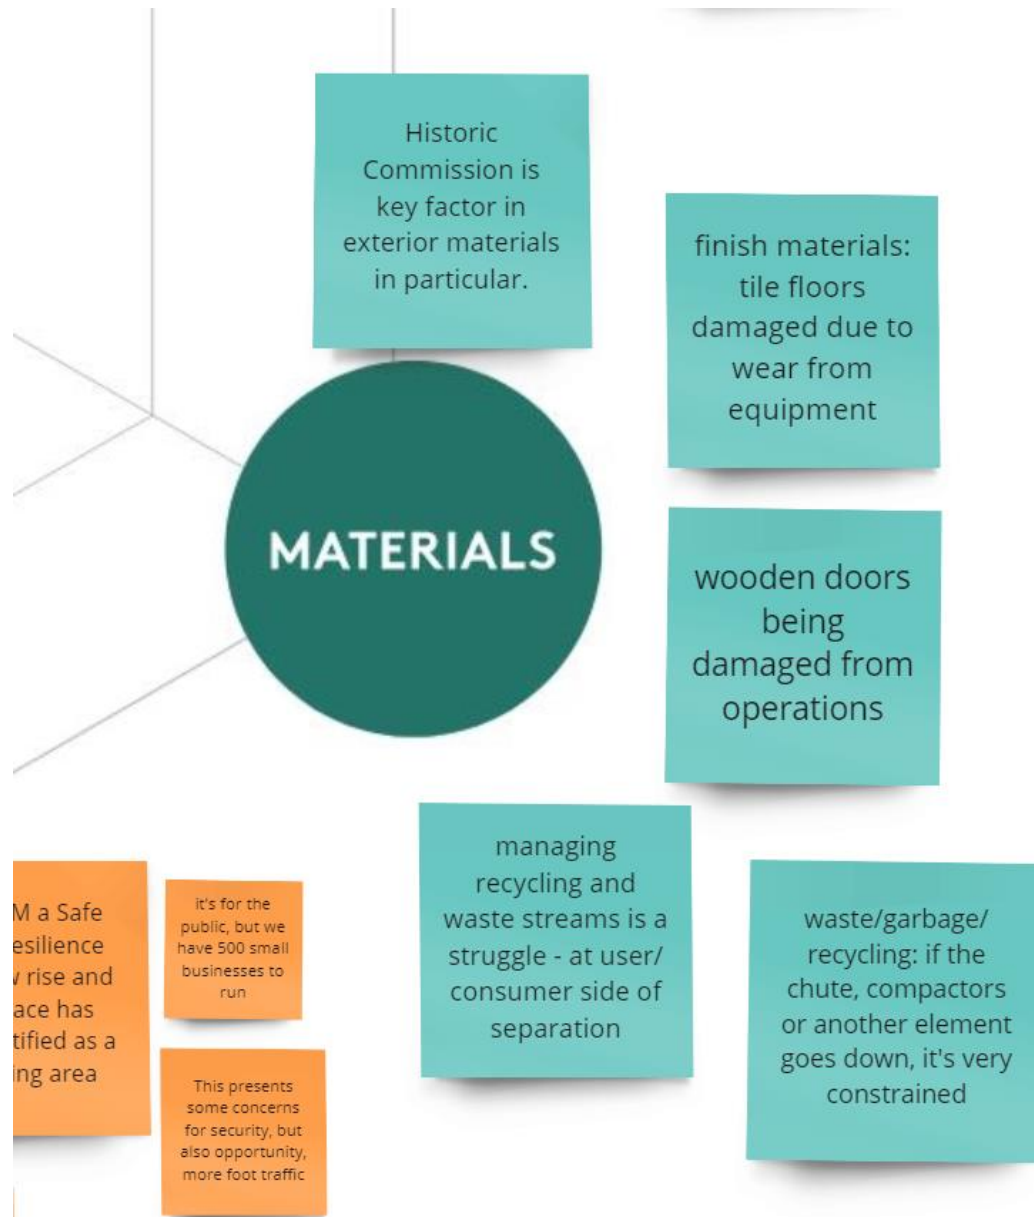 Historic
Commission is
key factor in
exterior materials
in particular.
finish materials:
tile floors
damaged due to
wear from
equipment
MATERIALS
wooden doors
being
damaged from
operations
managing
recycling and
waste streams is a
struggle - at user/
consumer side of
separation
waste/garbage/
recycling: if the
chute, compactors
or another element
goes down, it's very
constrained
a Safe
rise and
has
as a
area
it's for the
public, but we
have 500 small
businesses to
run
This presents
some concerns
for security, but
also opportunity,
more foot traffic